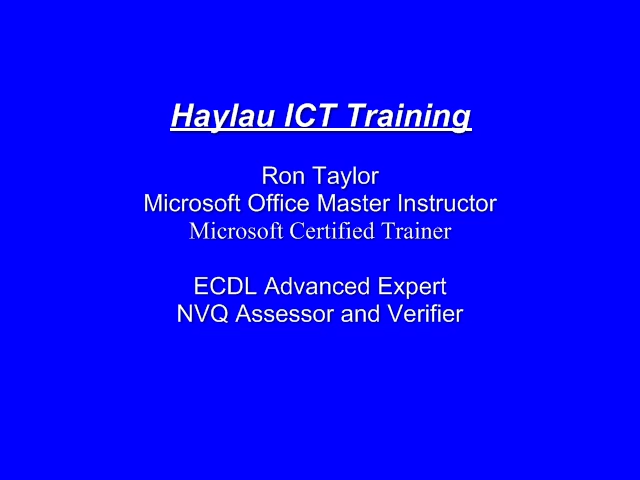 Haylau ICT Training
Ron Taylor
Microsoft Office Master Instructor
Microsoft Certified Trainer
ECDL Advanced Expert
NVQ Assessor and Verifier